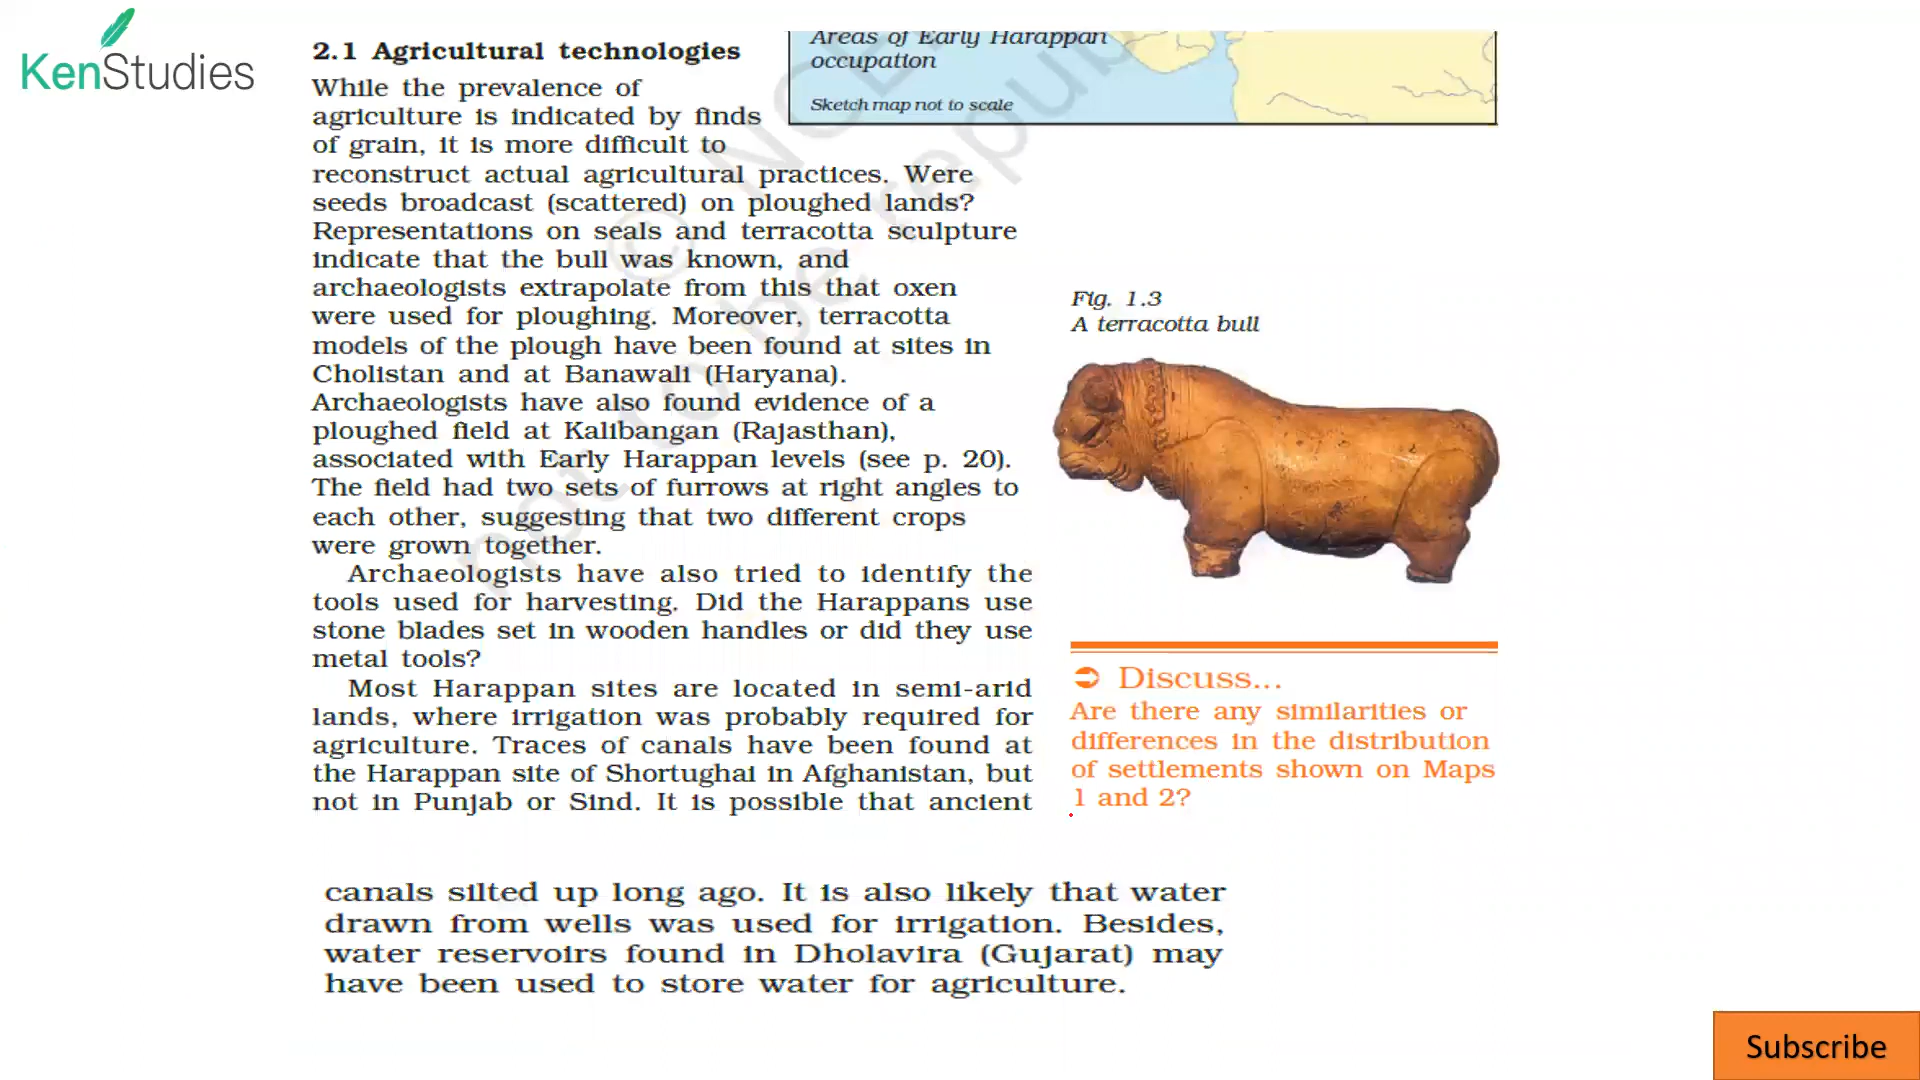 KenStudies
2.1 Agricultural technologies
While the prevalence of
agriculture is indicated by finds
of grain, it is more difficult to
reconstruct actual agricultural practices. Were
seeds broadcast (scattered) on ploughed lands?
Representations on seals and terracotta sculpture
indicate that the bull was known, and
archaeologists extrapolate from this that oxen
were used for ploughing. Moreover, terracotta
models of the plough have been found at sites in
Cholistan and at Banawali (Haryana).
Archaeologists have also found evidence of a
ploughed field at Kalibangan (Rajasthan),
associated with Early Harappan levels (see p. 20).
The field had two sets of furrows at right angles to
each other, suggesting that two different crops
were grown together.
Archaeologists have also tried to identify the
tools used for harvesting. Did the Harappans use
stone blades set in wooden handles or did they use
metal tools?
Most Harappan sites are located in semi-arid
lands, where irrigation was probably required for
agriculture. Traces of canals have been found at
the Harappan site of Shortughai in Afghanistan, but
not in Punjab or Sind. It is possible that ancient
canals silted up long ago. It is also likely that water
drawn from wells was used for irrigation. Besides,
water reservoirs found in Dholavira (Gujarat) may
have been used to store water for agriculture.
Areas of Early Harappan
occupation
Sketch map not to scale
Fig. 1.3
A terracotta bull
Discuss...
Are there any similarities or
differences in the distribution
of settlements shown on Maps
1 and 2?
not to be repub
Subscribe